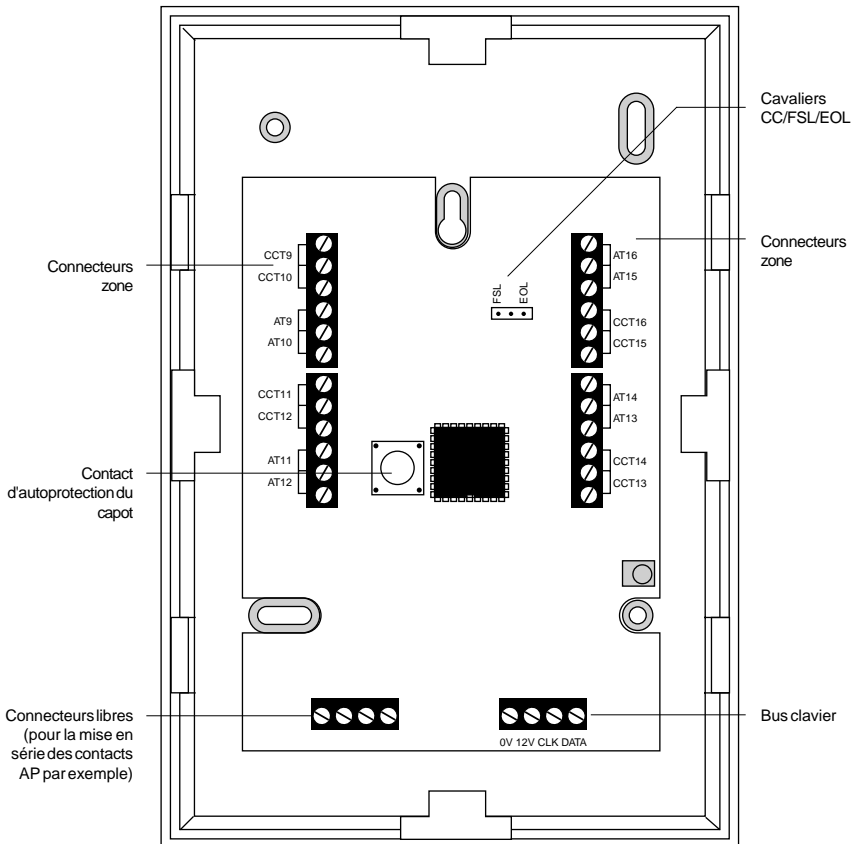 Cavaliers
CC/FSL/EOL
Connecteurs
zone
Connecteurs
zone
CCT9
CCT10
AT9
AT10
CCT11
CCT12
AT11
AT12
FSL
EOL
AT16
AT15
CCT16
CCT15
AT14
AT13
CCT14
CCT13
Contact
d'autoprotection du
capot
Connecteurs libres
(pour la mise en
série des contacts
AP par exemple)
0V 12V CLK DATA
Bus clavier